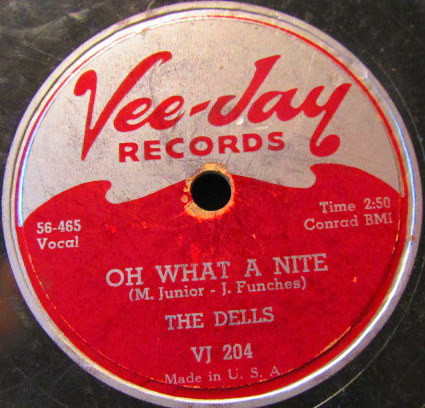 Vee-Jay
RECORDS
56-465
Vocal
Time 2:50
Conrad BMI
OH WHAT A NITE
(M. Junior - J. Funches)
THE DELLS
VJ 204
Made in U. S. A